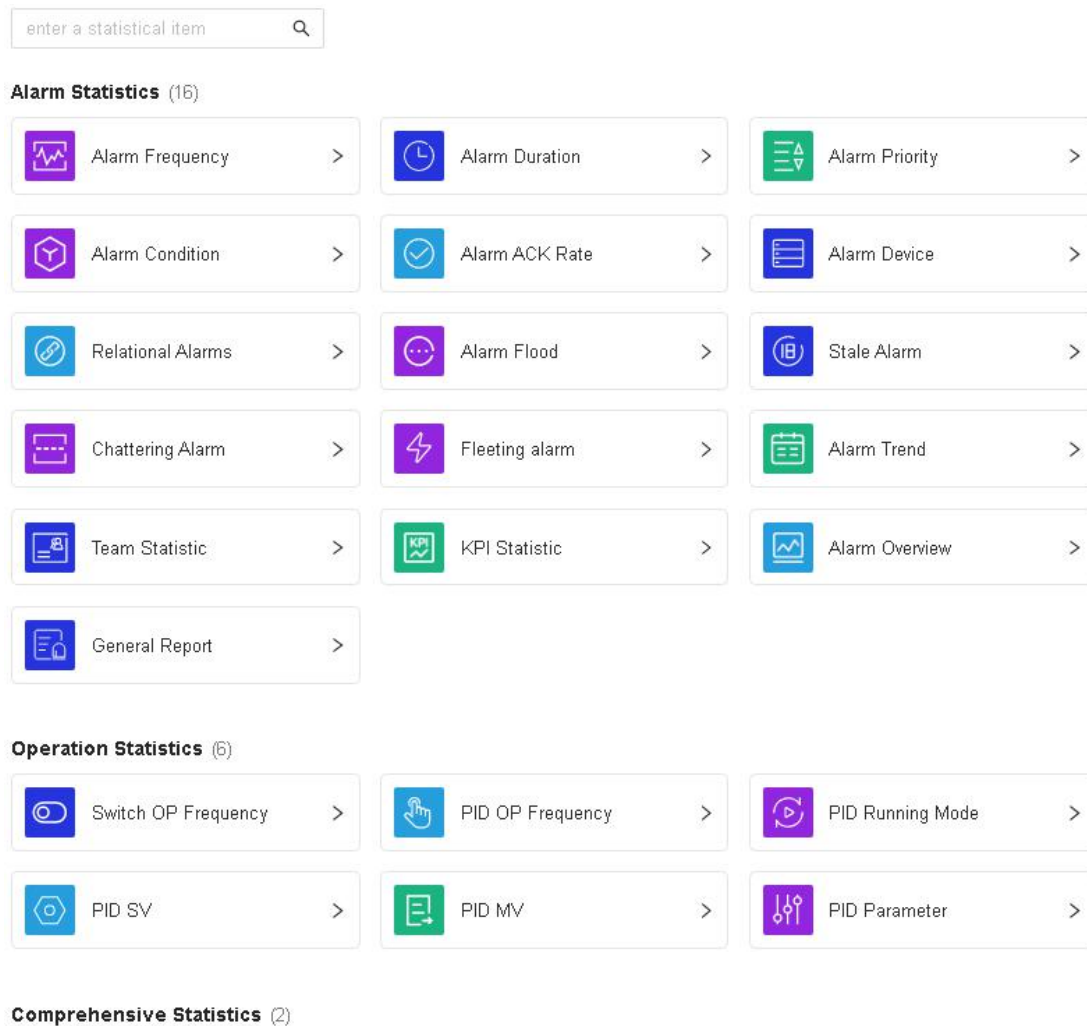 enter a statistical item
Alarm Statistics (16)
Alarm Frequency
Alarm Duration
Alarm Priority
Alarm Condition
Alarm ACK Rate
Alarm Device
Relational Alarms
Alarm Flood
Stale Alarm
Chattering Alarm
Fleeting alarm
Alarm Trend
Team Statistic
KPI
KPI Statistic
Alarm Overview
General Report
Operation Statistics (6)
Switch OP Frequency
PID OP Frequency
PID Running Mode
PID SV
PID MV
PID Parameter
Comprehensive Statistics (2)